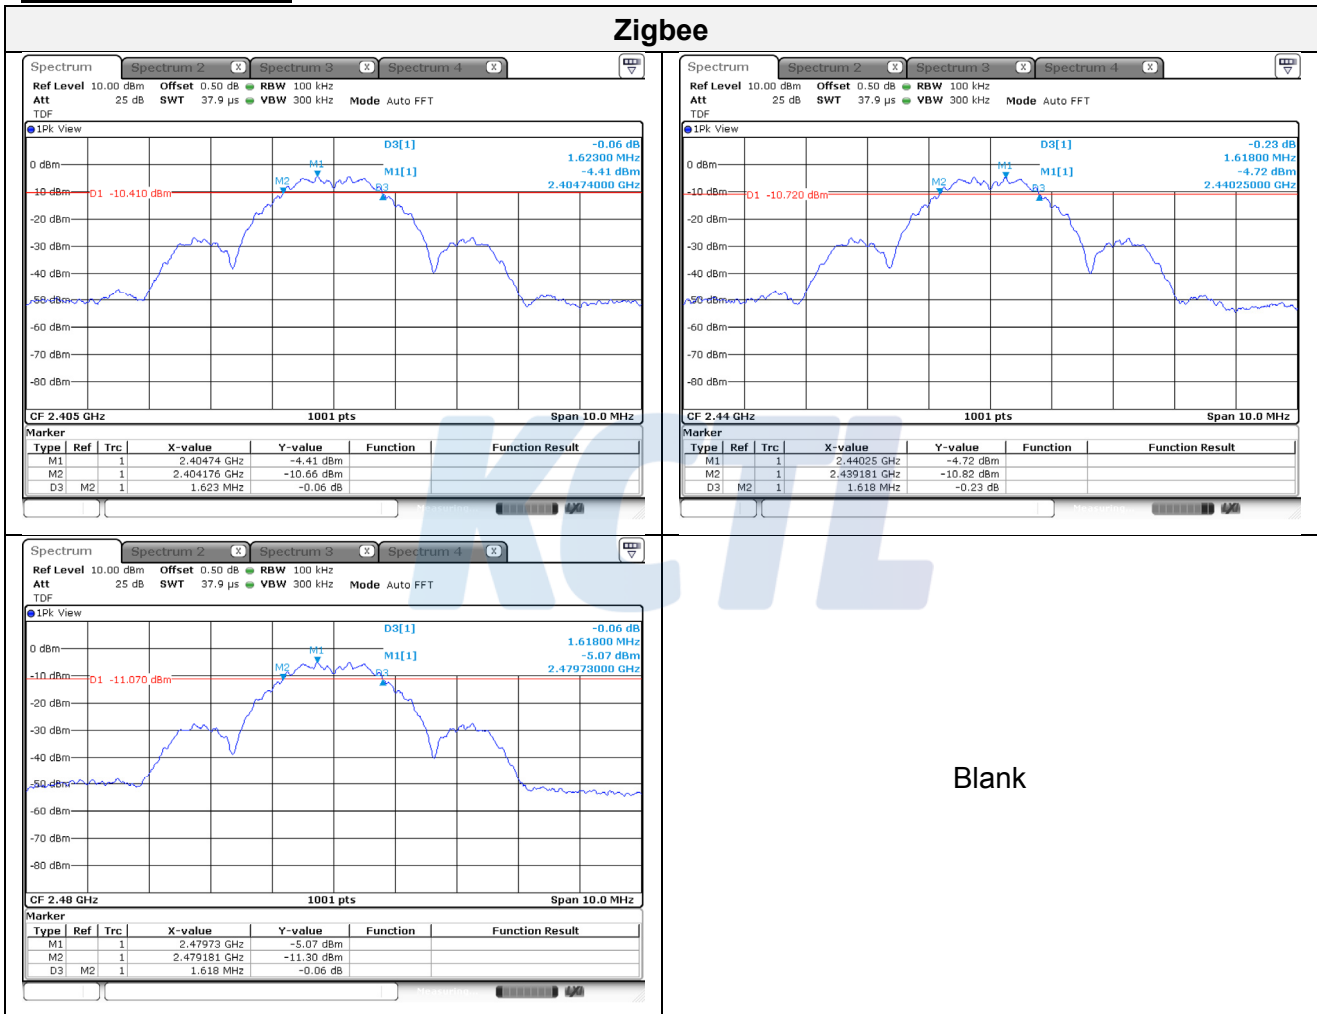 Zigbee
Spectrum Spectrum 2 X Spectrum 3 X Spectrum 4 X
Ref Level 10.00 dBm Offset 0.50 dB RBW 100 kHz
Att 25 dB SWT 37.9 µs VBW 300 kHz Mode Auto FFT
TDF
1Pk View
D3[1] -0.06 dB
1.62300 MHz
M1[1] -4.41 dBm
2.40474000 GHz
M1
M2
D3
0 dBm
-10 dBm
D1 -10.410 dBm
-20 dBm
-30 dBm
-40 dBm
-50 dBm
-60 dBm
-70 dBm
-80 dBm
CF 2.405 GHz 1001 pts Span 10.0 MHz
Marker
Type Ref Trc X-value Y-value Function Function Result
M1 1 2.40474 GHz -4.41 dBm
M2 1 2.404176 GHz -10.66 dBm
D3 M2 1 1.623 MHz -0.06 dB
Measuring...
Spectrum Spectrum 2 X Spectrum 3 X Spectrum 4 X
Ref Level 10.00 dBm Offset 0.50 dB RBW 100 kHz
Att 25 dB SWT 37.9 µs VBW 300 kHz Mode Auto FFT
TDF
1Pk View
D3[1] -0.23 dB
1.61800 MHz
M1[1] -4.72 dBm
2.44025000 GHz
M1
M2
D3
0 dBm
-10 dBm
D1 -10.720 dBm
-20 dBm
-30 dBm
-40 dBm
-50 dBm
-60 dBm
-70 dBm
-80 dBm
CF 2.44 GHz 1001 pts Span 10.0 MHz
Marker
Type Ref Trc X-value Y-value Function Function Result
M1 1 2.44025 GHz -4.72 dBm
M2 1 2.439181 GHz -10.82 dBm
D3 M2 1 1.618 MHz -0.23 dB
Measuring...
KCTL
Spectrum Spectrum 2 X Spectrum 3 X Spectrum 4 X
Ref Level 10.00 dBm Offset 0.50 dB RBW 100 kHz
Att 25 dB SWT 37.9 µs VBW 300 kHz Mode Auto FFT
TDF
1Pk View
D3[1] -0.06 dB
1.61800 MHz
M1[1] -5.07 dBm
2.47973000 GHz
M1
M2
D3
0 dBm
-10 dBm
D1 -11.070 dBm
-20 dBm
-30 dBm
-40 dBm
-50 dBm
-60 dBm
-70 dBm
-80 dBm
CF 2.48 GHz 1001 pts Span 10.0 MHz
Marker
Type Ref Trc X-value Y-value Function Function Result
M1 1 2.47973 GHz -5.07 dBm
M2 1 2.479181 GHz -11.30 dBm
D3 M2 1 1.618 MHz -0.06 dB
Measuring...
Blank